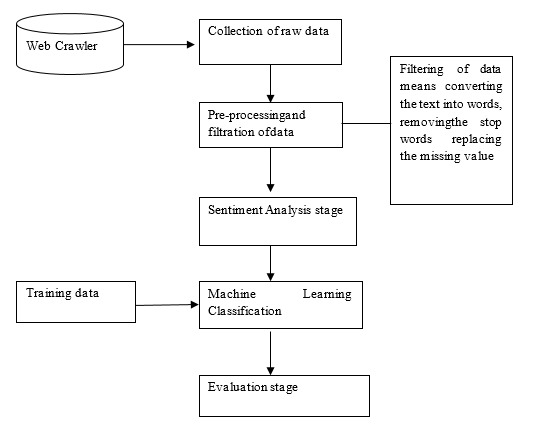 Web Crawler
Collection of raw data
Filtering of data
means converting
the text into words,
removingthe stop
words replacing
the missing value
Pre-processingand
filtration ofdata
Sentiment Analysis stage
Training data
Machine Learning
Classification
Evaluation stage